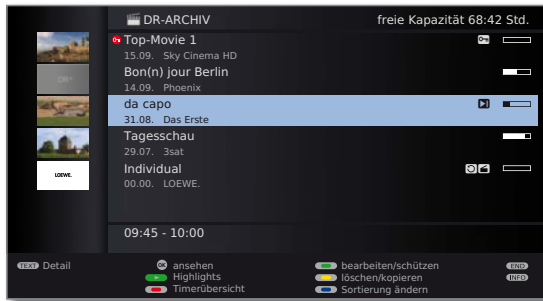 DR-ARCHIV freie Kapazität 68:42 Std.
Top-Movie 1
15.09. Sky Cinema HD
Bon(n) jour Berlin
14.09. Phoenix
da capo
31.08. Das Erste
Tagesschau
29.07. 3sat
Individual
00.00. LOEWE.
LOEWE.
09:45 - 10:00
TEXT Detail OK ansehen bearbeiten/schützen END
Highlights löschen/kopieren INFO
Timerübersicht Sortierung ändern